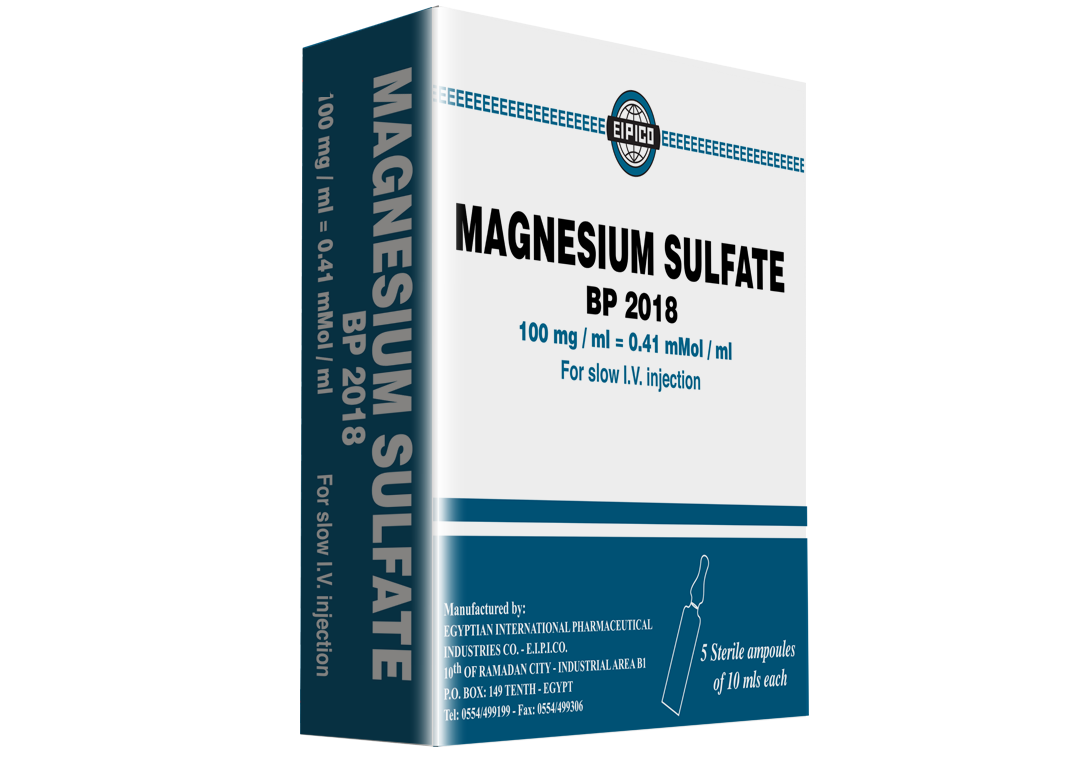 MAGNESIUM SULFATE
BP 2018
100 mg / ml = 0.41 mMol / ml
For slow I.V. injection
EEEEEEEEEEEEEEEEEEEE EIPICO EEEEEEEEEEEEEEEEEEE
MAGNESIUM SULFATE
BP 2018
100 mg / ml = 0.41 mMol / ml
For slow I.V. injection
Manufactured by:
EGYPTIAN INTERNATIONAL PHARMACEUTICAL
INDUSTRIES CO. - E.I.P.I.CO.
10th OF RAMADAN CITY - INDUSTRIAL AREA B1
P.O. BOX: 149 TENTH - EGYPT
Tel: 0554/499199 - Fax: 0554/499306
5 Sterile ampoules
of 10 mls each